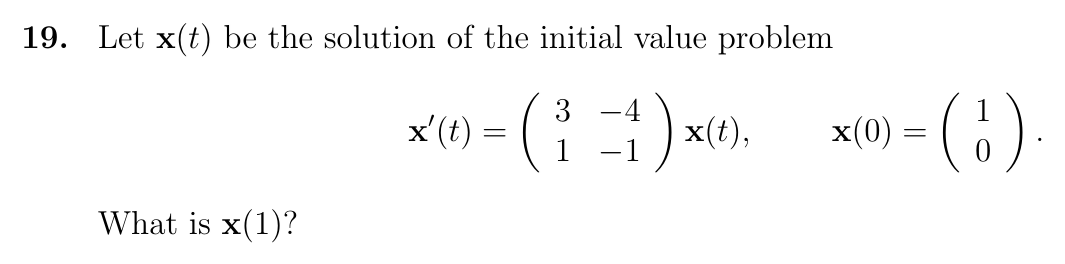 19. Let x(t) be the solution of the initial value problem
x′(t) = ( 3 −4
1 −1 ) x(t), x(0) = ( 1
0 ).
What is x(1)?